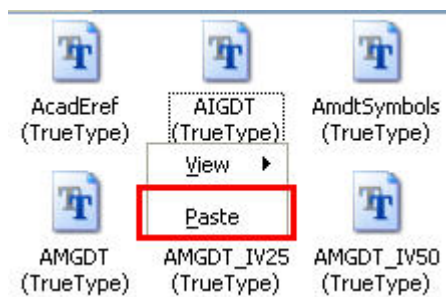 AcadEref
(TrueType)
AIGDT
(TrueType)
AmdtSymbols
(TrueType)
View
Paste
AMGDT
(TrueType)
AMGDT_IV25
(TrueType)
AMGDT_IV50
(TrueType)